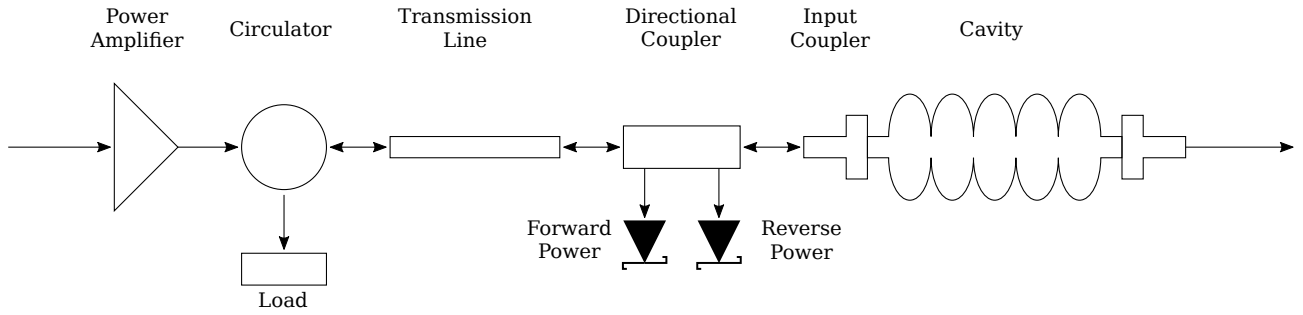 Power
Amplifier
Circulator
Transmission
Line
Directional
Coupler
Input
Coupler
Cavity
Forward
Power
Reverse
Power
Load